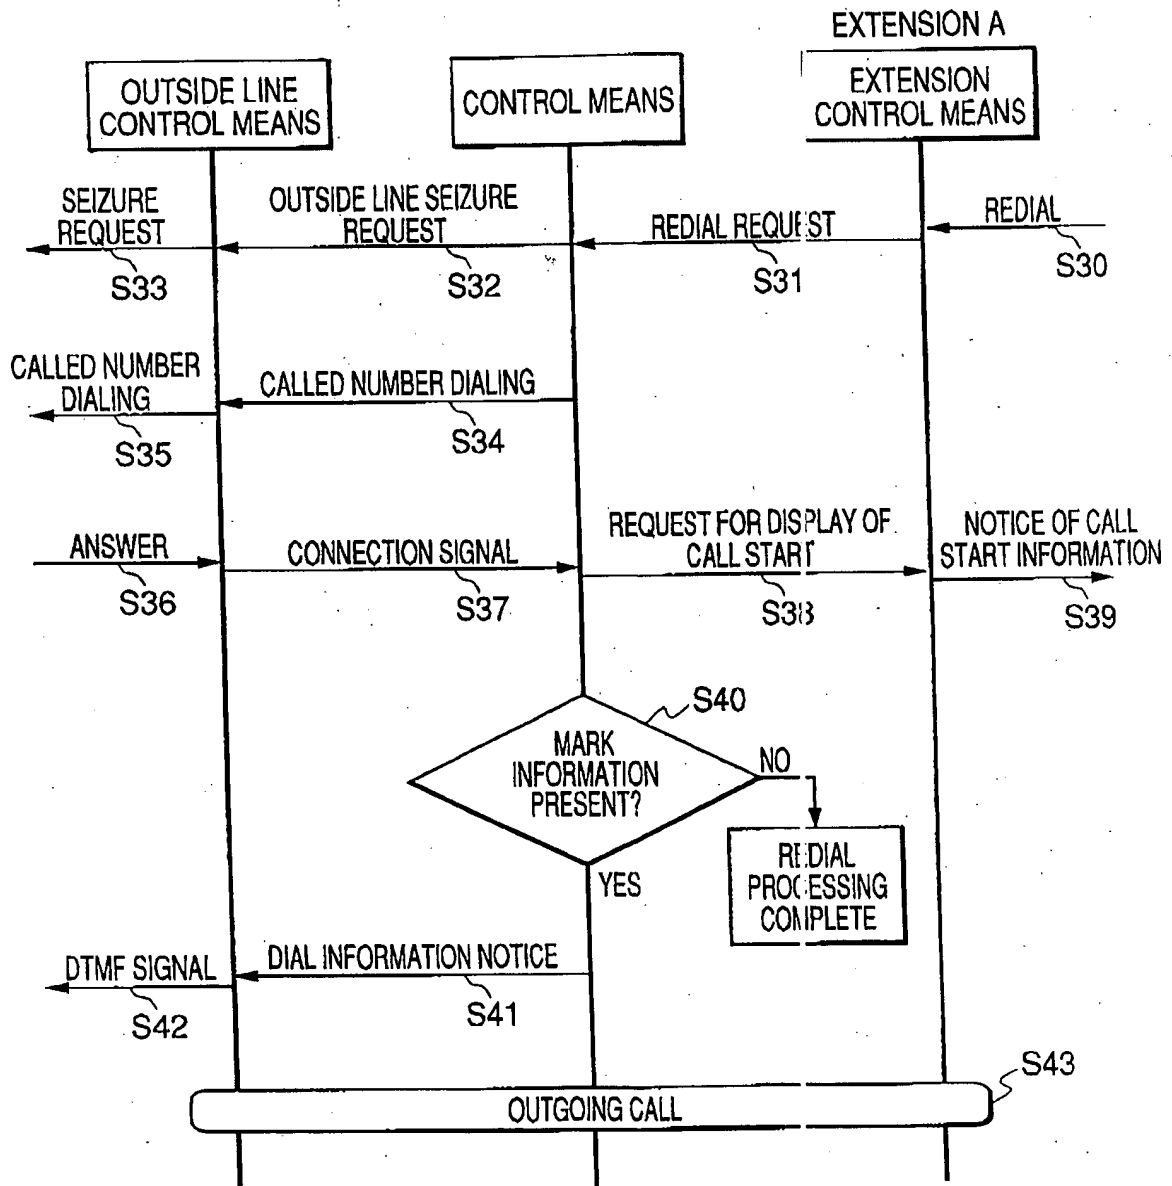 EXTENSION A
OUTSIDE LINE
CONTROL MEANS
CONTROL MEANS
EXTENSION
CONTROL MEANS
SEIZURE
REQUEST
S33
OUTSIDE LINE SEIZURE
REQUEST
S32
REDIAL REQUEST
S31
REDIAL
S30
CALLED NUMBER
DIALING
S35
CALLED NUMBER DIALING
S34
ANSWER
S36
CONNECTION SIGNAL
S37
REQUEST FOR DISPLAY OF
CALL START
S38
NOTICE OF CALL
START INFORMATION
S39
S40
MARK
INFORMATION
PRESENT?
NO
REDIAL
PROCESSING
COMPLETE
YES
DTMF SIGNAL
S42
DIAL INFORMATION NOTICE
S41
S43
OUTGOING CALL